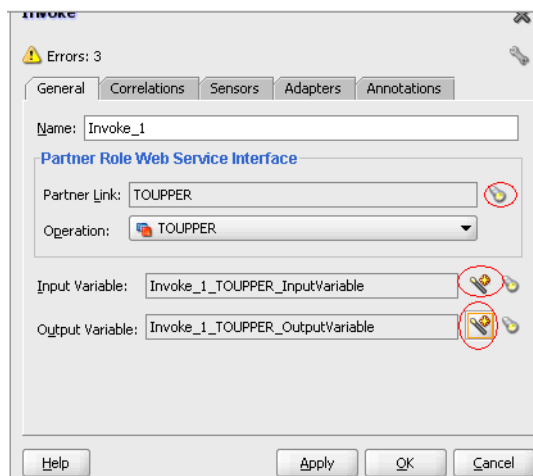 Invoke
Errors: 3
General Correlations Sensors Adapters Annotations
Name: Invoke_1
Partner Role Web Service Interface
Partner Link: TOUPPER
Operation: TOUPPER
Input Variable: Invoke_1_TOUPPER_InputVariable
Output Variable: Invoke_1_TOUPPER_OutputVariable
Help Apply OK Cancel